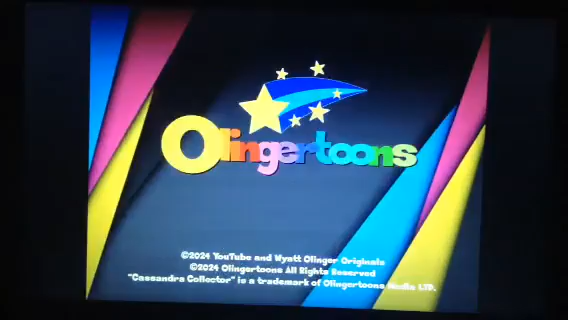 Olingertoons
©2024 YouTube and Wyatt Olinger Originals
©2024 Olingertoons All Rights Reserved
"Cassandra Collector" is a trademark of Olingertoons Media LTD.